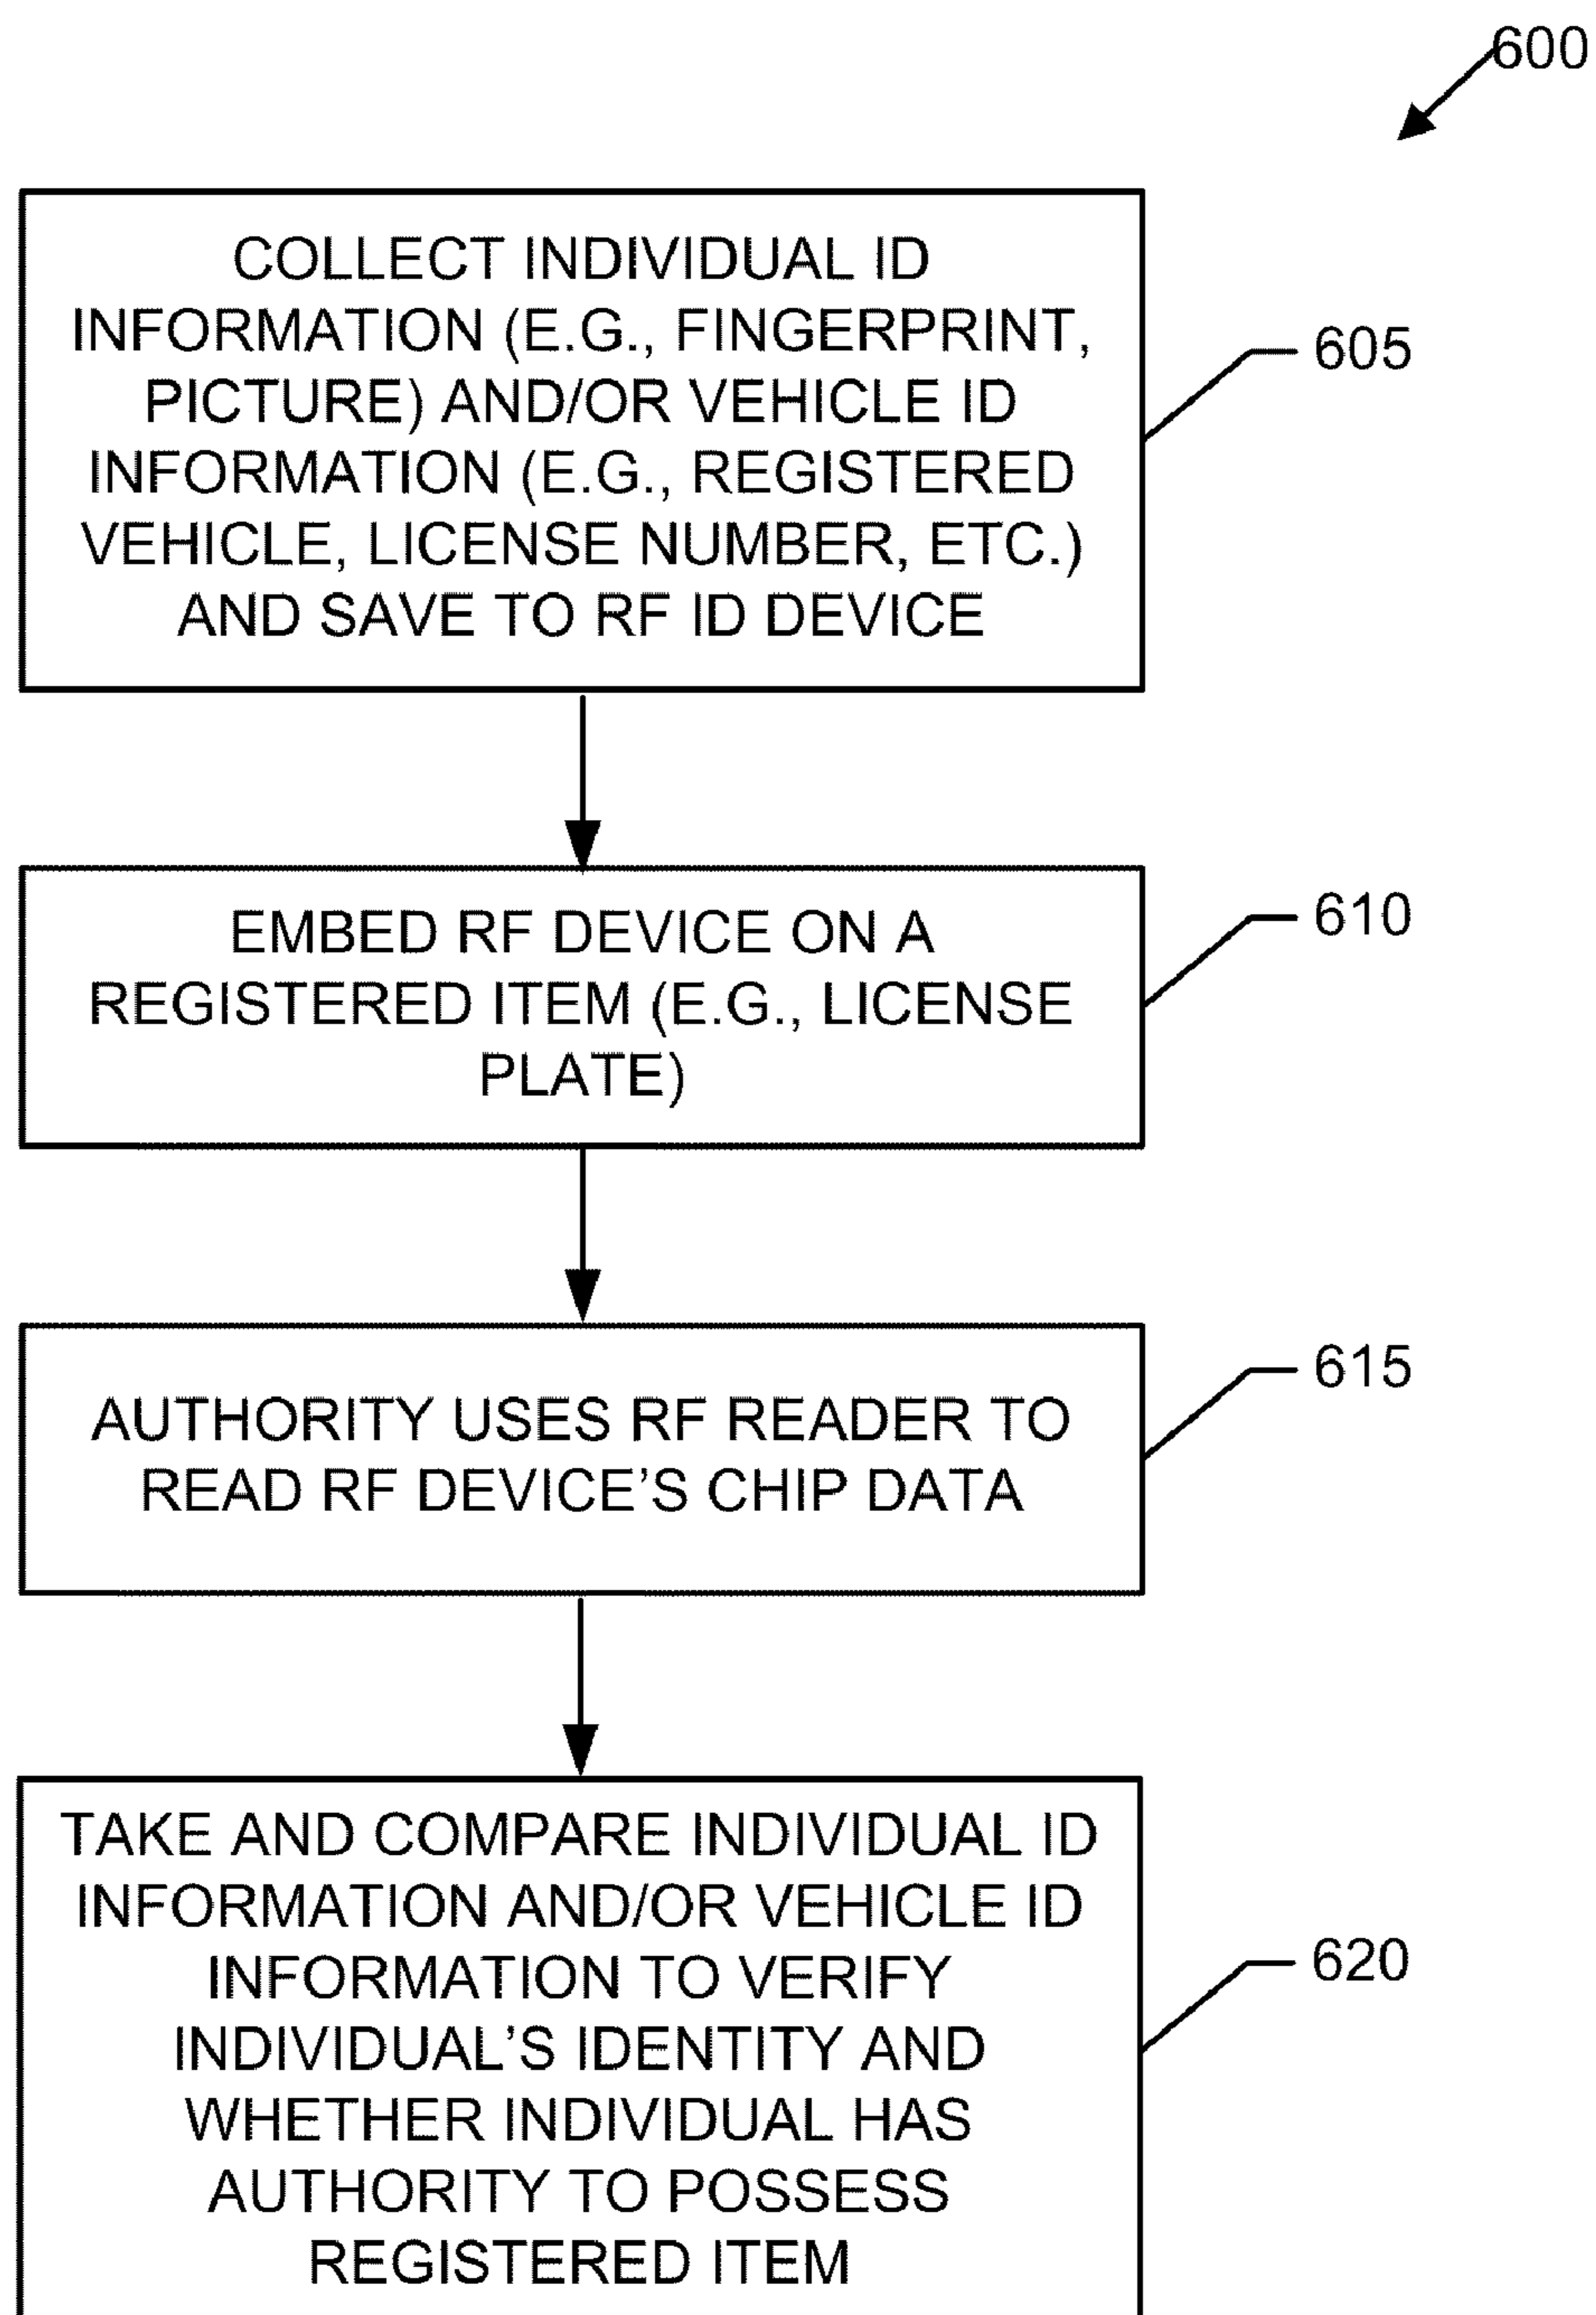 600
COLLECT INDIVIDUAL ID
INFORMATION (E.G., FINGERPRINT,
PICTURE) AND/OR VEHICLE ID
INFORMATION (E.G., REGISTERED
VEHICLE, LICENSE NUMBER, ETC.)
AND SAVE TO RF ID DEVICE
605
EMBED RF DEVICE ON A
REGISTERED ITEM (E.G., LICENSE
PLATE)
610
AUTHORITY USES RF READER TO
READ RF DEVICE'S CHIP DATA
615
TAKE AND COMPARE INDIVIDUAL ID
INFORMATION AND/OR VEHICLE ID
INFORMATION TO VERIFY
INDIVIDUAL'S IDENTITY AND
WHETHER INDIVIDUAL HAS
AUTHORITY TO POSSESS
REGISTERED ITEM
620